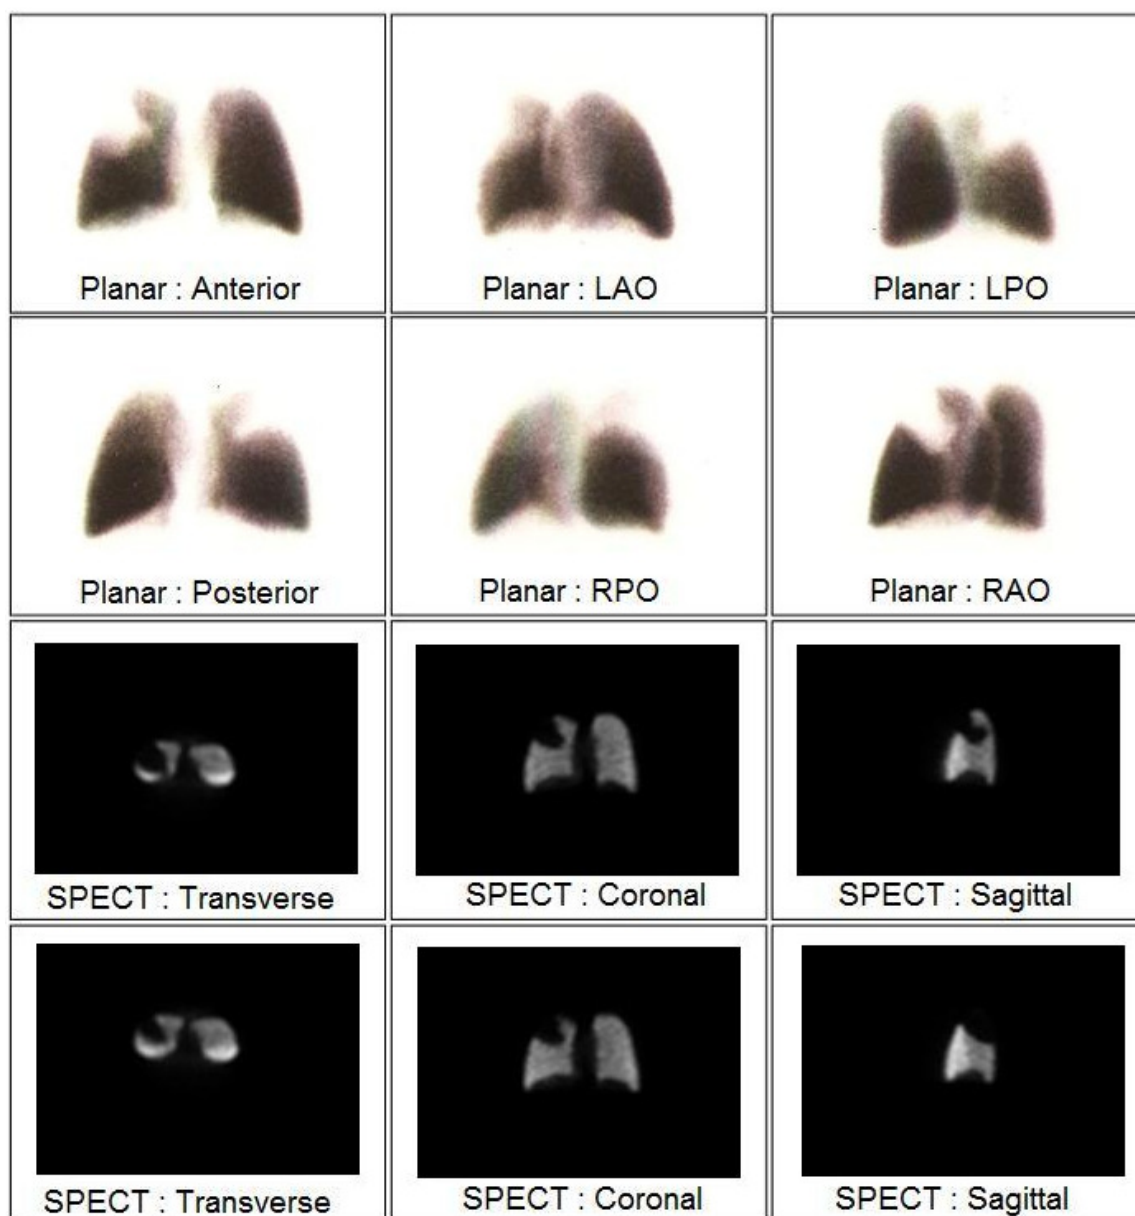 Planar : Anterior
Planar : LAO
Planar : LPO
Planar : Posterior
Planar : RPO
Planar : RAO
SPECT : Transverse
SPECT : Coronal
SPECT : Sagittal
SPECT : Transverse
SPECT : Coronal
SPECT : Sagittal